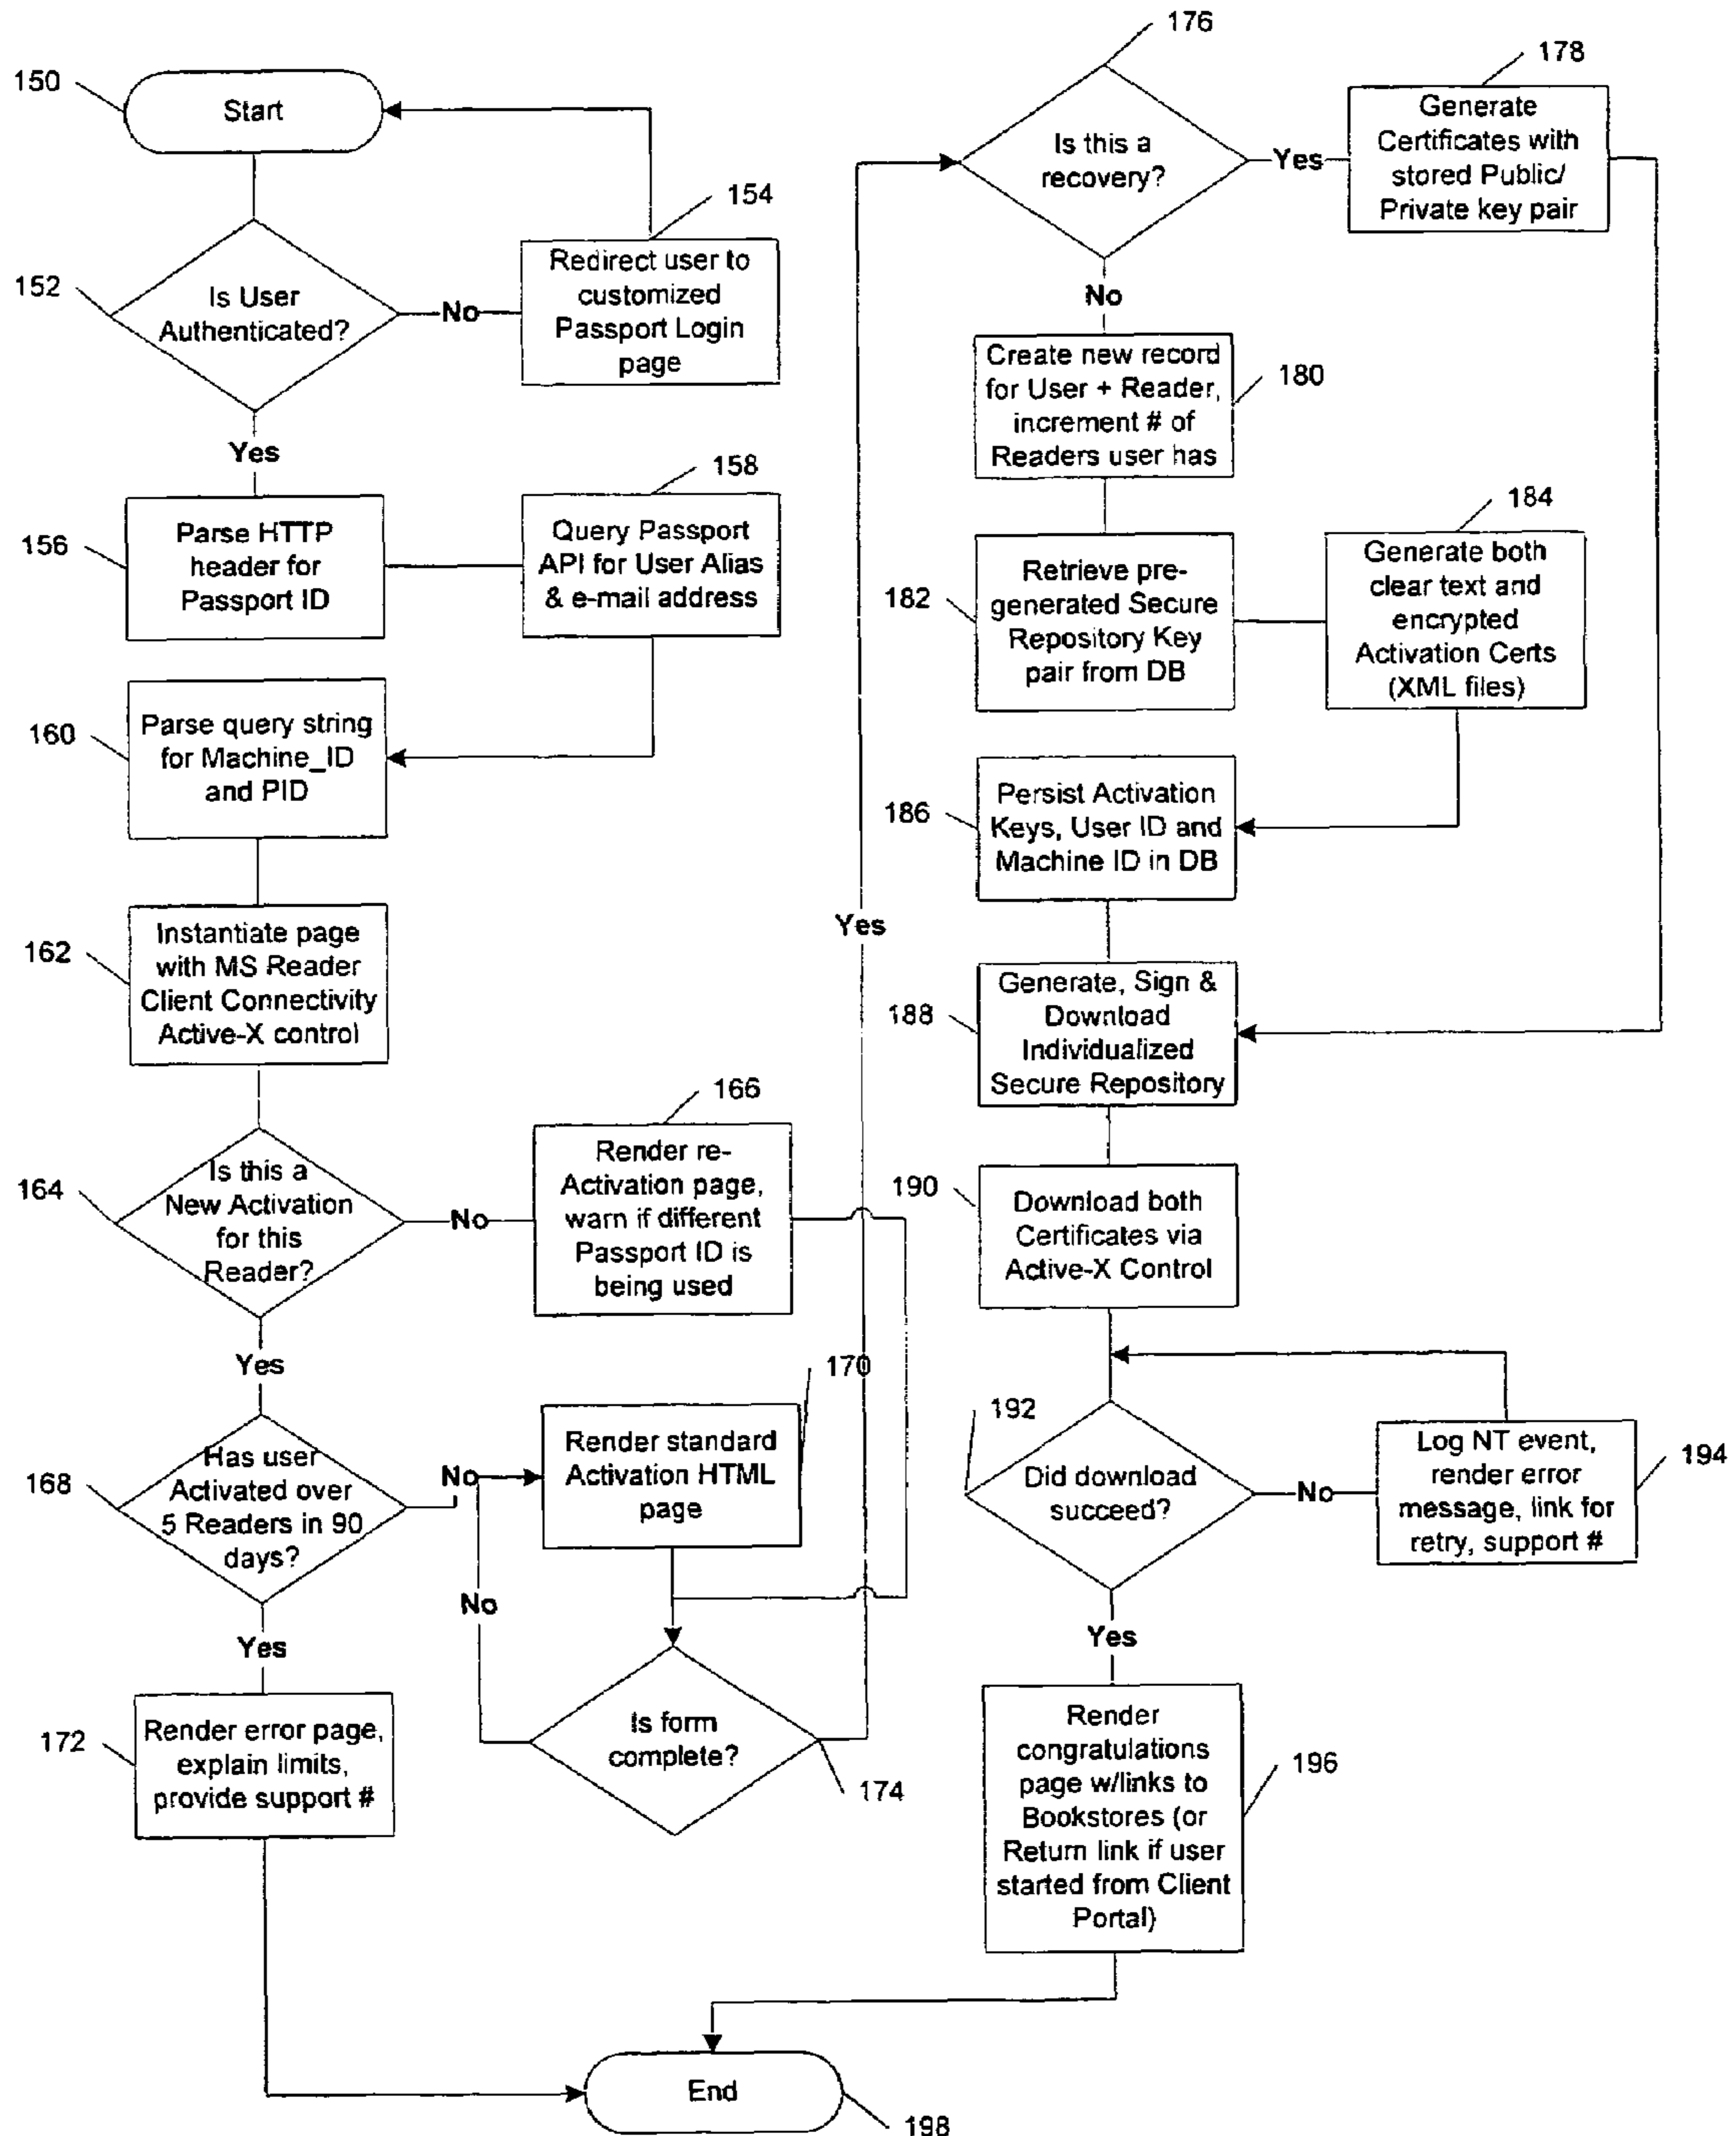 150
Start
154
152
Is User
Authenticated?
No
Redirect user to
customized
Passport Login
page
Yes
158
156
Parse HTTP
header for
Passport ID
Query Passport
API for User Alias
& e-mail address
160
Parse query string
for Machine_ID
and PID
162
Instantiate page
with MS Reader
Client Connectivity
Active-X control
166
164
Is this a
New Activation
for this
Reader?
No
Render re-
Activation page,
warn if different
Passport ID is
being used
Yes
170
168
Has user
Activated over
5 Readers in 90
days?
No
Render standard
Activation HTML
page
No
Yes
172
Render error page,
explain limits,
provide support #
Is form
complete?
174
Yes
176
178
Is this a
recovery?
Yes
Generate
Certificates with
stored Public/
Private key pair
No
Create new record
for User + Reader,
increment # of
Readers user has
180
184
182
Retrieve pre-
generated Secure
Repository Key
pair from DB
Generate both
clear text and
encrypted
Activation Certs
(XML files)
186
Persist Activation
Keys, User ID and
Machine ID in DB
188
Generate, Sign &
Download
Individualized
Secure Repository
190
Download both
Certificates via
Active-X Control
192
Did download
succeed?
No
Log NT event,
render error
message, link for
retry, support #
194
Yes
Render
congratulations
page w/links to
Bookstores (or
Return link if user
started from Client
Portal)
196
End
198